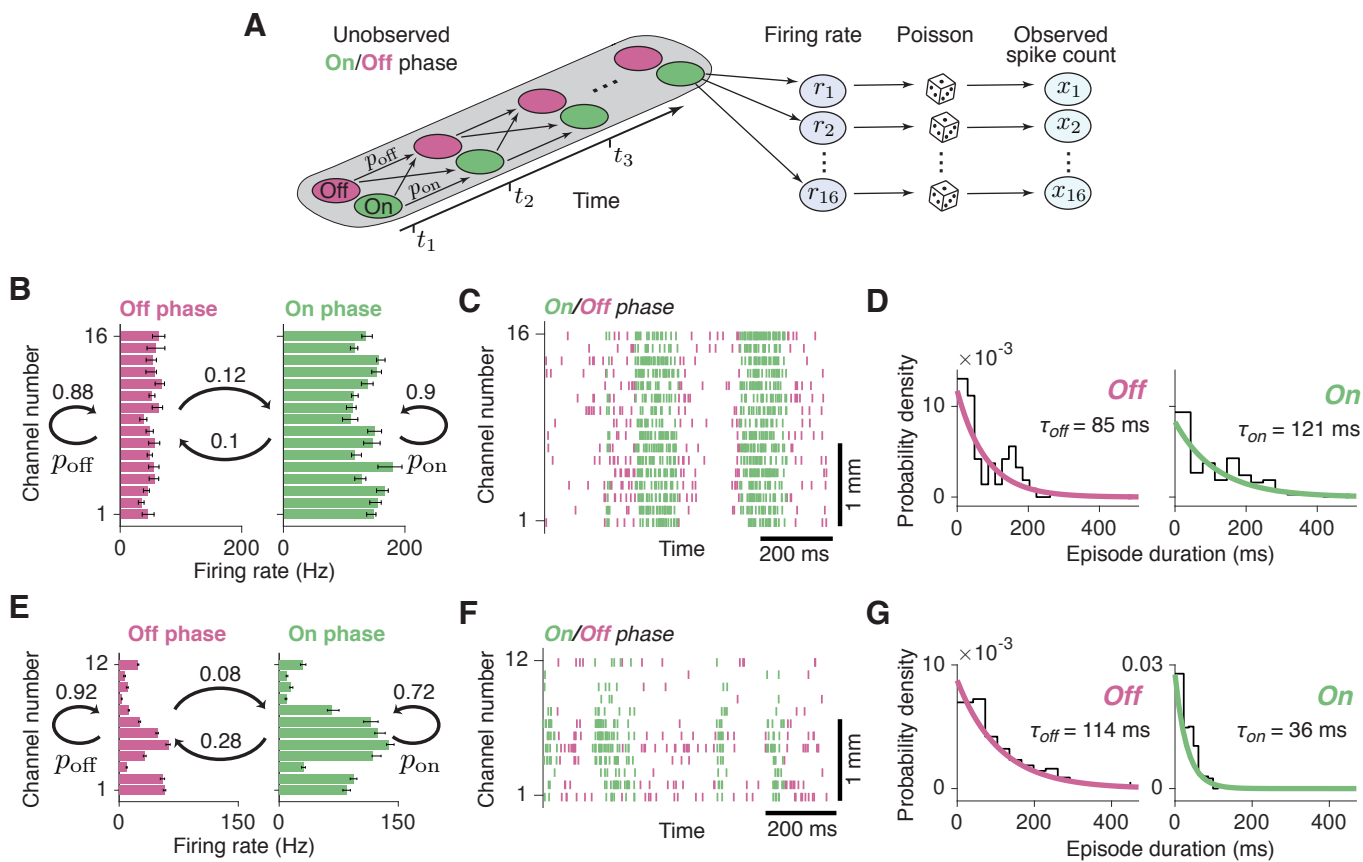 A
Unobserved
On/Off phase
Firing rate
Poisson
Observed
spike count
Off
On
p_off
p_on
t_1
t_2
t_3
Time
r_1
x_1
r_2
x_2
r_16
x_16
B
Off phase
On phase
Channel number
16
1
0.88
p_off
0.12
0.1
0.9
p_on
0
200
0
200
Firing rate (Hz)
C
On/Off phase
Channel number
16
1
1 mm
Time
200 ms
D
×10^-3
Probability density
10
0
Off
τ_off = 85 ms
On
τ_on = 121 ms
0
200
400
0
200
400
Episode duration (ms)
E
Off phase
On phase
Channel number
12
1
0.92
p_off
0.08
0.28
0.72
p_on
0
150
0
150
Firing rate (Hz)
F
On/Off phase
Channel number
12
1
1 mm
Time
200 ms
G
×10^-3
Probability density
10
0
Off
τ_off = 114 ms
0.03
0
On
τ_on = 36 ms
0
200
400
0
200
400
Episode duration (ms)